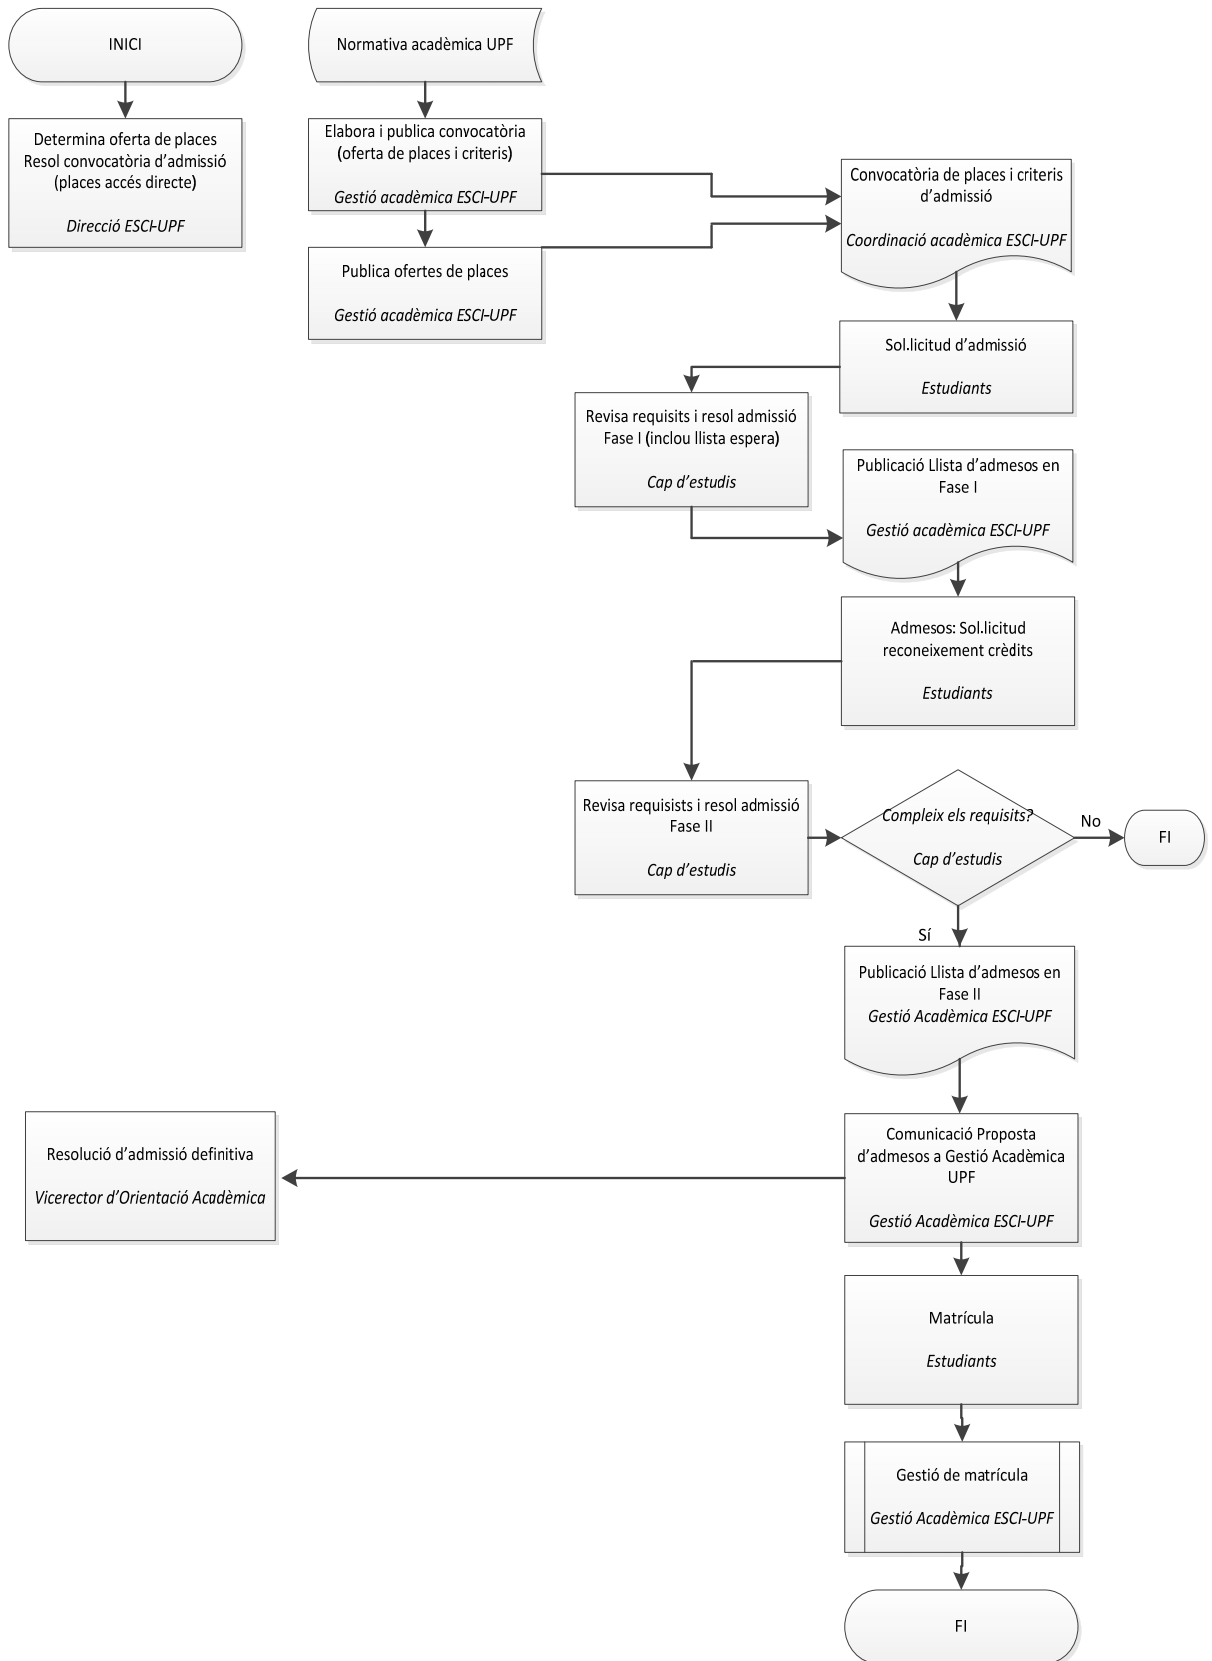 INICI
Normativa acadèmica UPF
Determina oferta de places
Resol convocatòria d'admissió
(places accés directe)
Direcció ESCI-UPF
Elabora i publica convocatòria
(oferta de places i criteris)
Gestió acadèmica ESCI-UPF
Publica ofertes de places
Gestió acadèmica ESCI-UPF
Convocatòria de places i criteris
d'admissió
Coordinació acadèmica ESCI-UPF
Sol.licitud d'admissió
Estudiants
Revisa requisits i resol admissió
Fase I (inclou llista espera)
Cap d'estudis
Publicació Llista d'admesos en
Fase I
Gestió acadèmica ESCI-UPF
Admesos: Sol.licitud
reconeixement crèdits
Estudiants
Revisa requisists i resol admissió
Fase II
Cap d'estudis
Compleix els requisits?
Cap d'estudis
No
FI
Sí
Publicació Llista d'admesos en
Fase II
Gestió Acadèmica ESCI-UPF
Comunicació Proposta
d'admesos a Gestió Acadèmica
UPF
Gestió Acadèmica ESCI-UPF
Resolució d'admissió definitiva
Vicerector d'Orientació Acadèmica
Matrícula
Estudiants
Gestió de matrícula
Gestió Acadèmica ESCI-UPF
FI